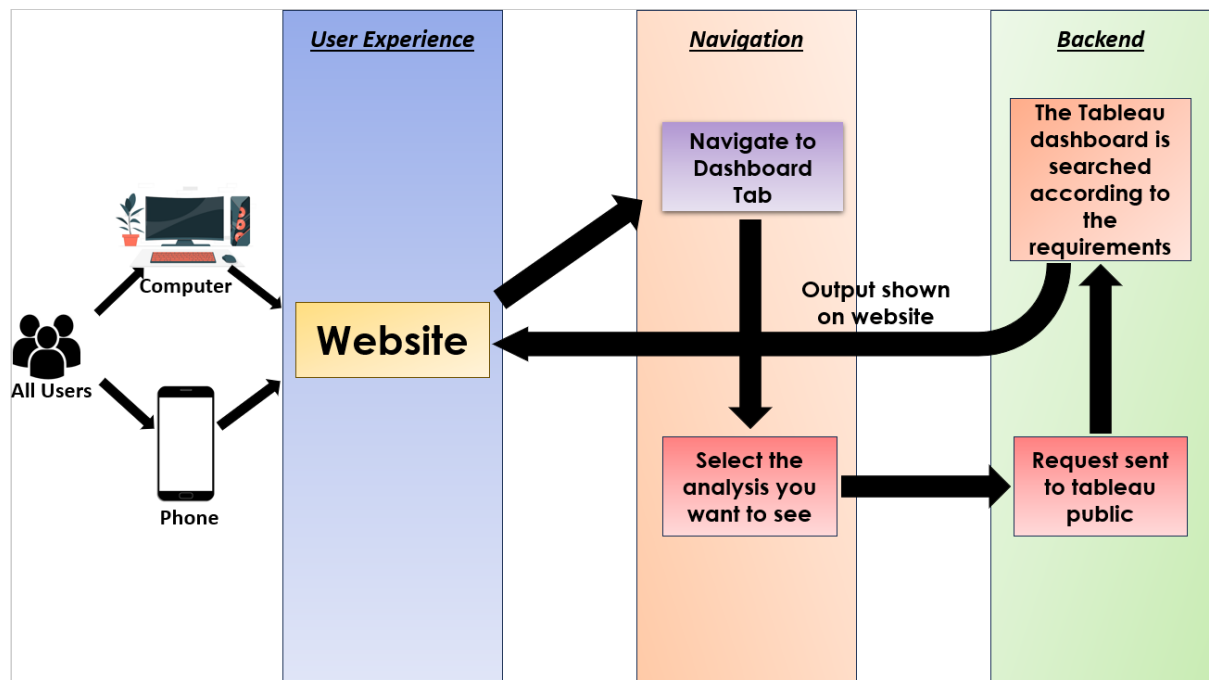 User Experience
Navigation
Backend
All Users
Computer
Phone
Website
Navigate to
Dashboard
Tab
Select the
analysis you
want to see
Request sent
to tableau
public
The Tableau
dashboard is
searched
according to
the
requirements
Output shown
on website